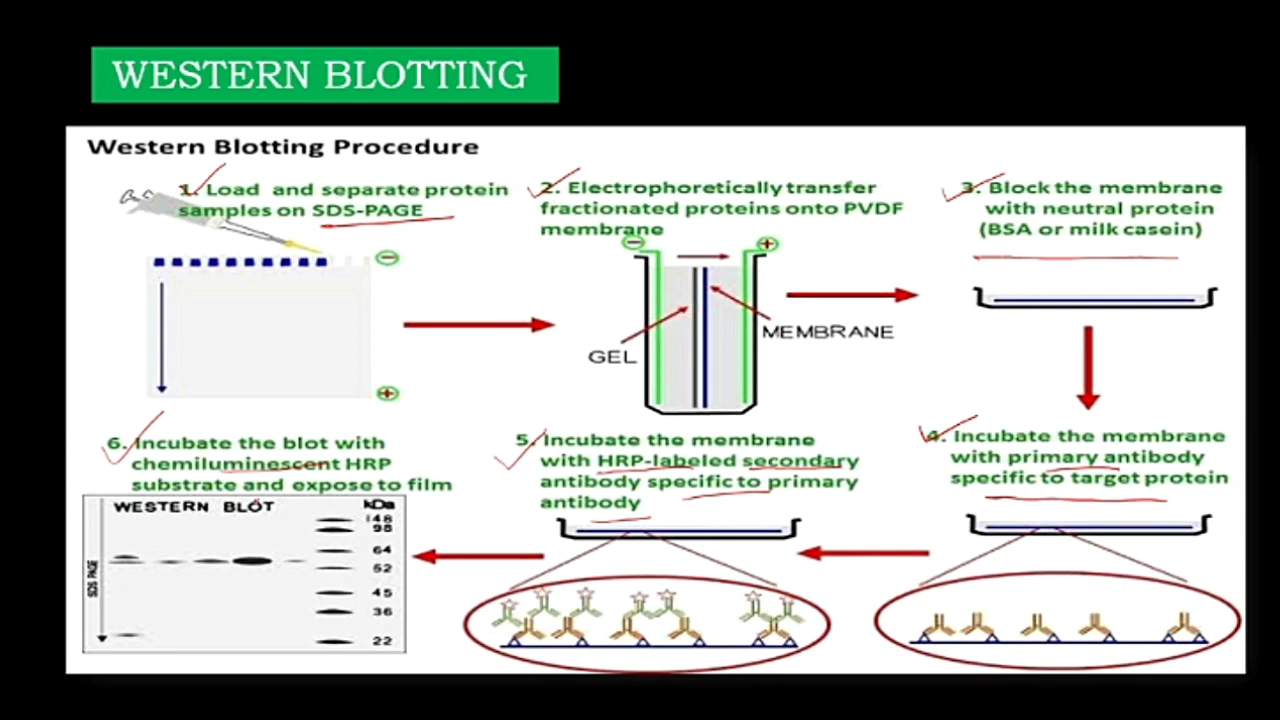 WESTERN BLOTTING
Western Blotting Procedure
1. Load and separate protein
samples on SDS-PAGE
2. Electrophoretically transfer
fractionated proteins onto PVDF
membrane
3. Block the membrane
with neutral protein
(BSA or milk casein)
GEL
MEMBRANE
4. Incubate the membrane
with primary antibody
specific to target protein
5. Incubate the membrane
with HRP-labeled secondary
antibody specific to primary
antibody
6. Incubate the blot with
chemiluminescent HRP
substrate and expose to film
WESTERN BLOT
kDa
148
98
64
52
45
36
22
SDS PAGE